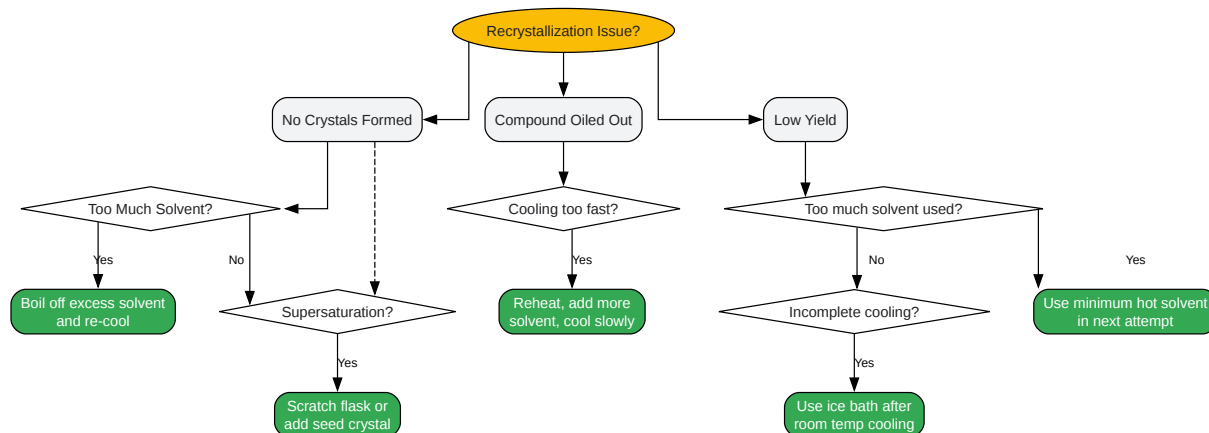 Recrystallization Issue?
No Crystals Formed
Compound Oiled Out
Low Yield
Too Much Solvent?
Cooling too fast?
Too much solvent used?
Yes
No
Yes
No
Yes
Boil off excess solvent
and re-cool
Supersaturation?
Reheat, add more
solvent, cool slowly
Incomplete cooling?
Use minimum hot solvent
in next attempt
Yes
Yes
Scratch flask or
add seed crystal
Use ice bath after
room temp cooling